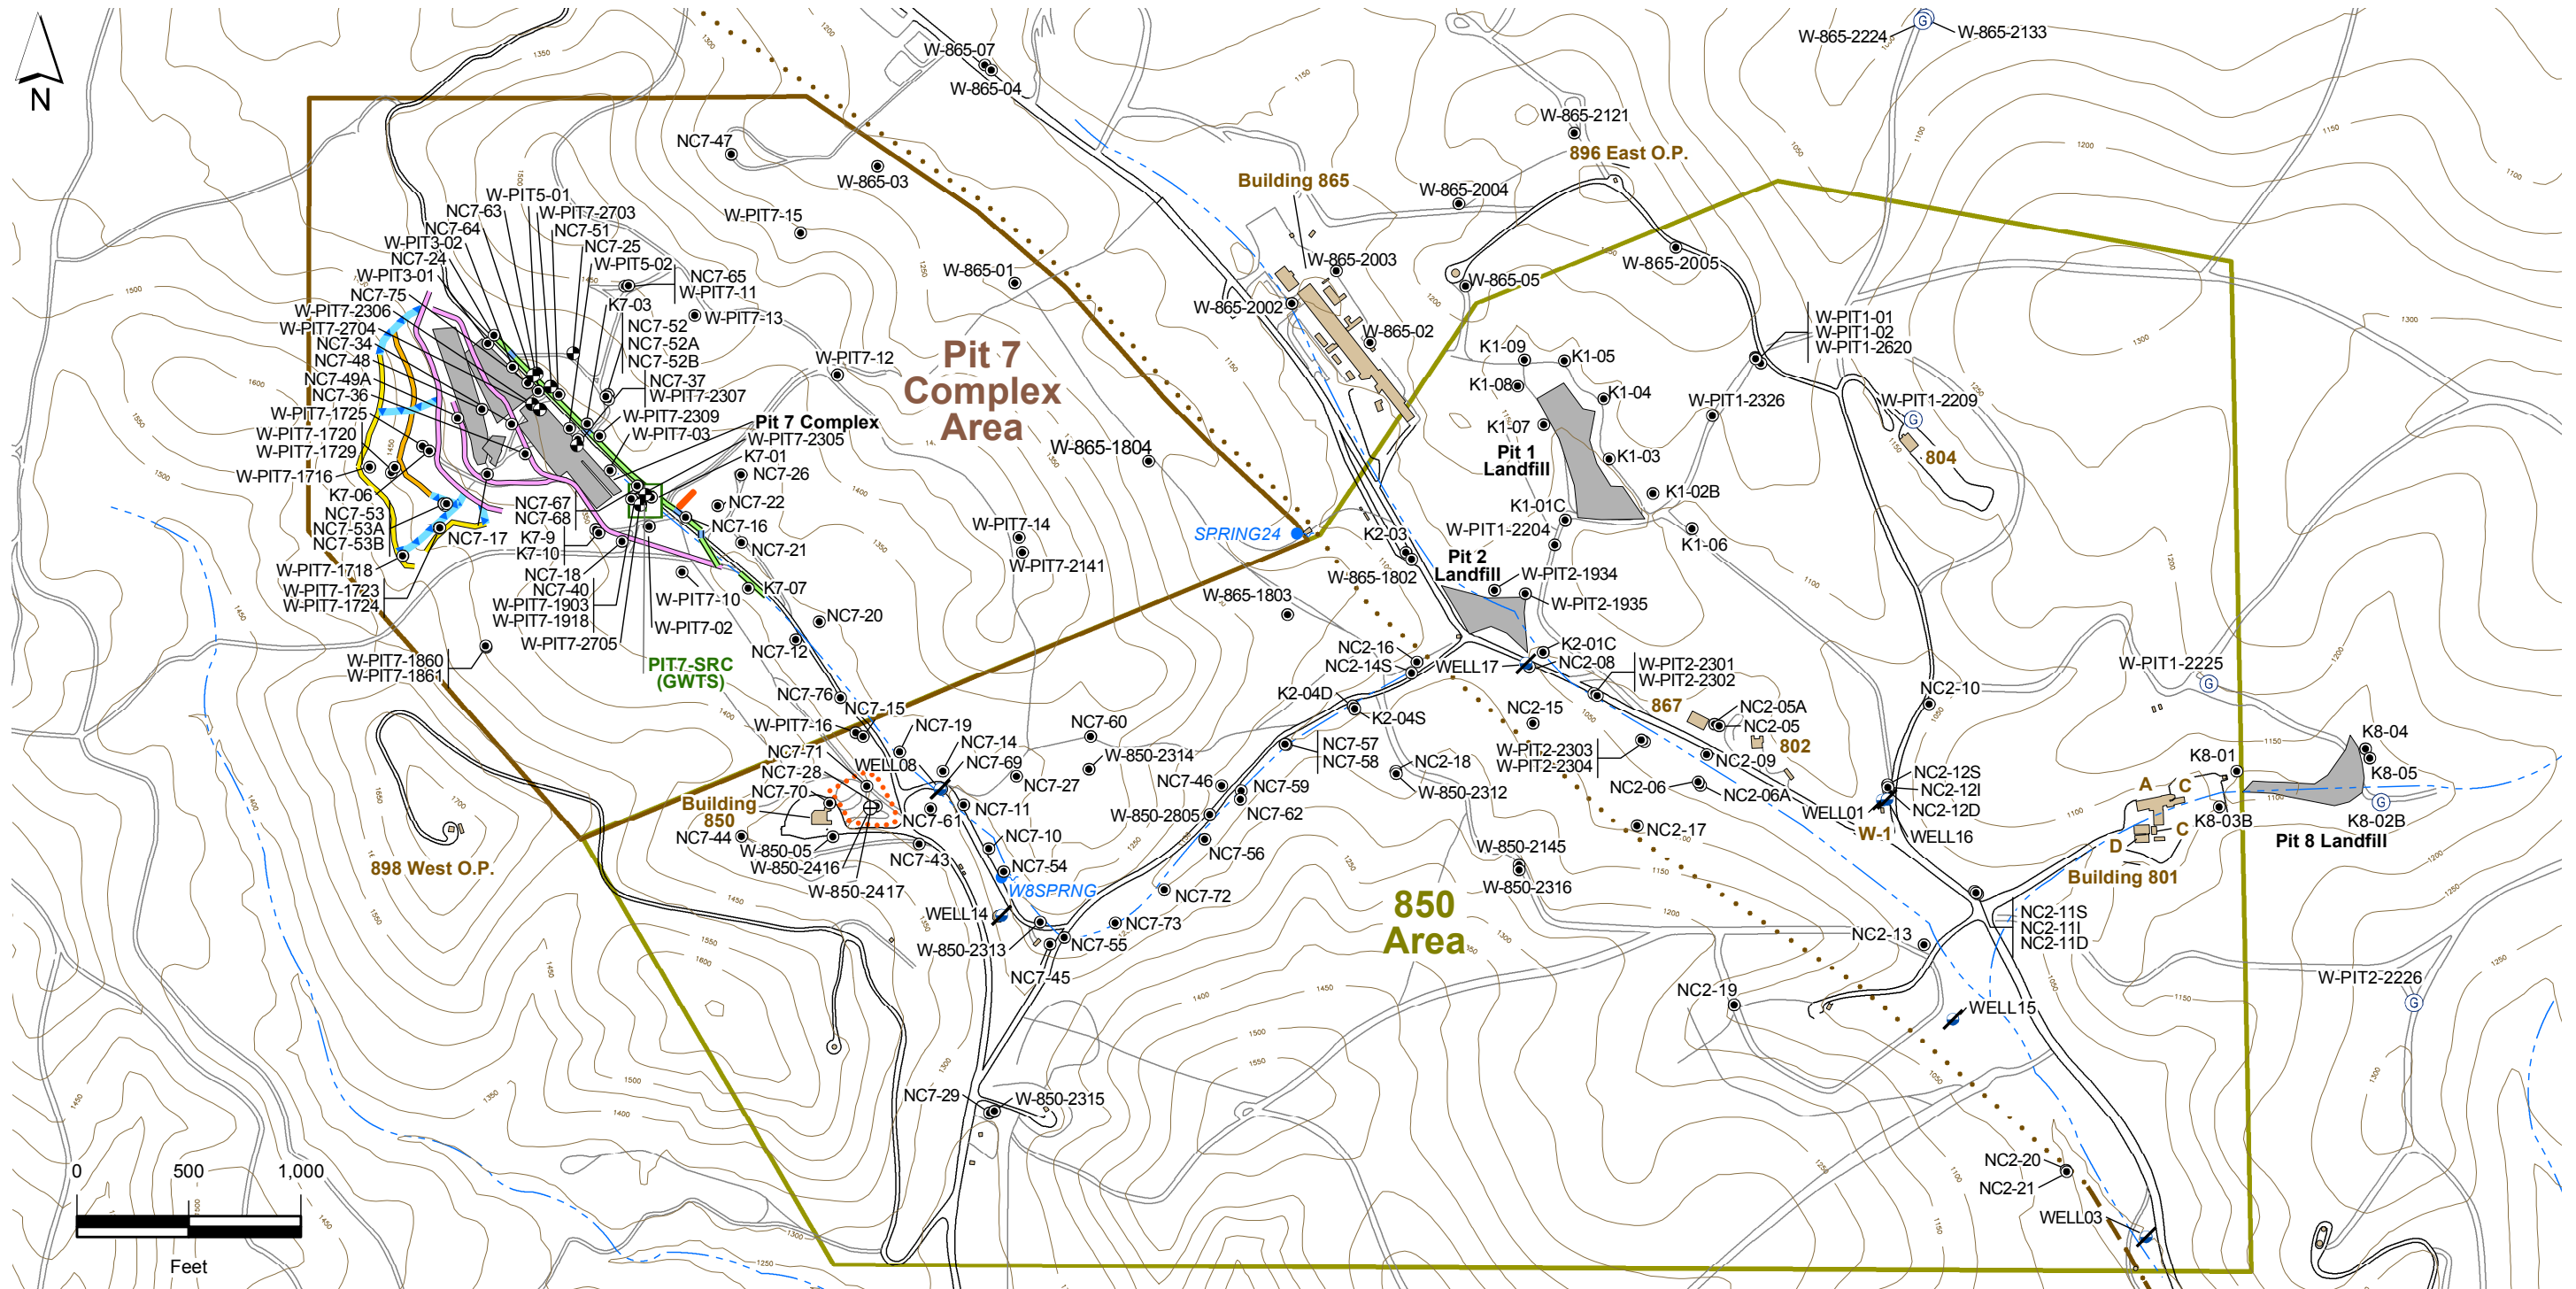 N
W-865-07
W-865-04
W-865-2224
W-865-2133
W-865-2121
896 East O.P.
NC7-47
W-865-03
Building 865
W-865-2004
W-PIT5-01
NC7-63
W-PIT7-2703
NC7-64
NC7-51
W-PIT3-02
NC7-25
NC7-24
W-PIT5-02
W-PIT3-01
NC7-65
W-PIT7-11
W-PIT7-15
W-865-01
W-865-2003
W-865-05
W-865-2005
NC7-75
K7-03
W-PIT7-2306
W-PIT7-13
W-PIT7-2704
NC7-52
NC7-34
NC7-52A
NC7-48
NC7-52B
NC7-49A
NC7-37
NC7-36
W-PIT7-2307
W-PIT7-12
Pit 7
Complex
Area
W-865-2002
W-865-02
W-PIT1-01
W-PIT1-02
W-PIT1-2620
K1-09
K1-05
K1-08
K1-04
K1-07
W-PIT1-2326
W-PIT1-2209
804
W-PIT7-1725
W-PIT7-2309
W-PIT7-1720
W-PIT7-03
Pit 7 Complex
W-PIT7-1729
W-PIT7-2305
W-PIT7-1716
K7-01
K7-06
NC7-26
NC7-53
NC7-53A
NC7-53B
NC7-67
NC7-68
NC7-22
NC7-17
K7-9
K7-10
NC7-16
NC7-21
W-865-1804
Pit 1
Landfill
K1-03
K1-02B
K1-01C
W-PIT1-2204
K1-06
SPRING24
K2-03
W-PIT7-14
W-PIT7-2141
W-PIT7-1718
W-PIT7-1723
W-PIT7-1724
NC7-18
NC7-40
W-PIT7-1903
W-PIT7-1918
W-PIT7-2705
W-PIT7-10
W-PIT7-02
K7-07
NC7-20
NC7-12
W-865-1802
Pit 2
Landfill
W-PIT2-1934
W-PIT2-1935
W-865-1803
W-PIT7-1860
W-PIT7-1861
PIT7-SRC
(GWTS)
NC2-16
NC2-14S
WELL17
K2-01C
NC2-08
W-PIT2-2301
W-PIT2-2302
867
W-PIT1-2225
NC2-10
NC7-76
NC7-15
W-PIT7-16
NC7-19
NC7-60
K2-04D
K2-04S
NC2-15
NC2-05A
NC2-05
802
NC7-71
WELL08
NC7-14
NC7-69
NC7-28
W-850-2314
NC7-57
NC7-58
W-PIT2-2303
W-PIT2-2304
NC2-09
NC2-18
W-850-2312
NC7-70
NC7-27
NC7-46
NC7-59
NC2-06
NC2-06A
NC2-12S
NC2-12I
NC2-12D
WELL01
W-1
WELL16
K8-01
K8-04
K8-05
K8-03B
K8-02B
Pit 8 Landfill
A
C
C
D
Building 801
Building
850
NC7-44
NC7-61
NC7-11
W-850-2805
NC7-62
NC2-17
W-850-05
W-850-2416
W-850-2417
NC7-43
NC7-10
NC7-54
NC7-56
W-850-2145
W-850-2316
898 West O.P.
W8SPRNG
NC7-72
WELL14
NC7-73
850
Area
W-850-2313
NC7-55
NC7-45
NC2-13
NC2-11S
NC2-11I
NC2-11D
W-PIT2-2226
NC2-19
WELL15
NC7-29
W-850-2315
NC2-20
NC2-21
WELL03
0
500
1,000
Feet
G
G
G
G
G